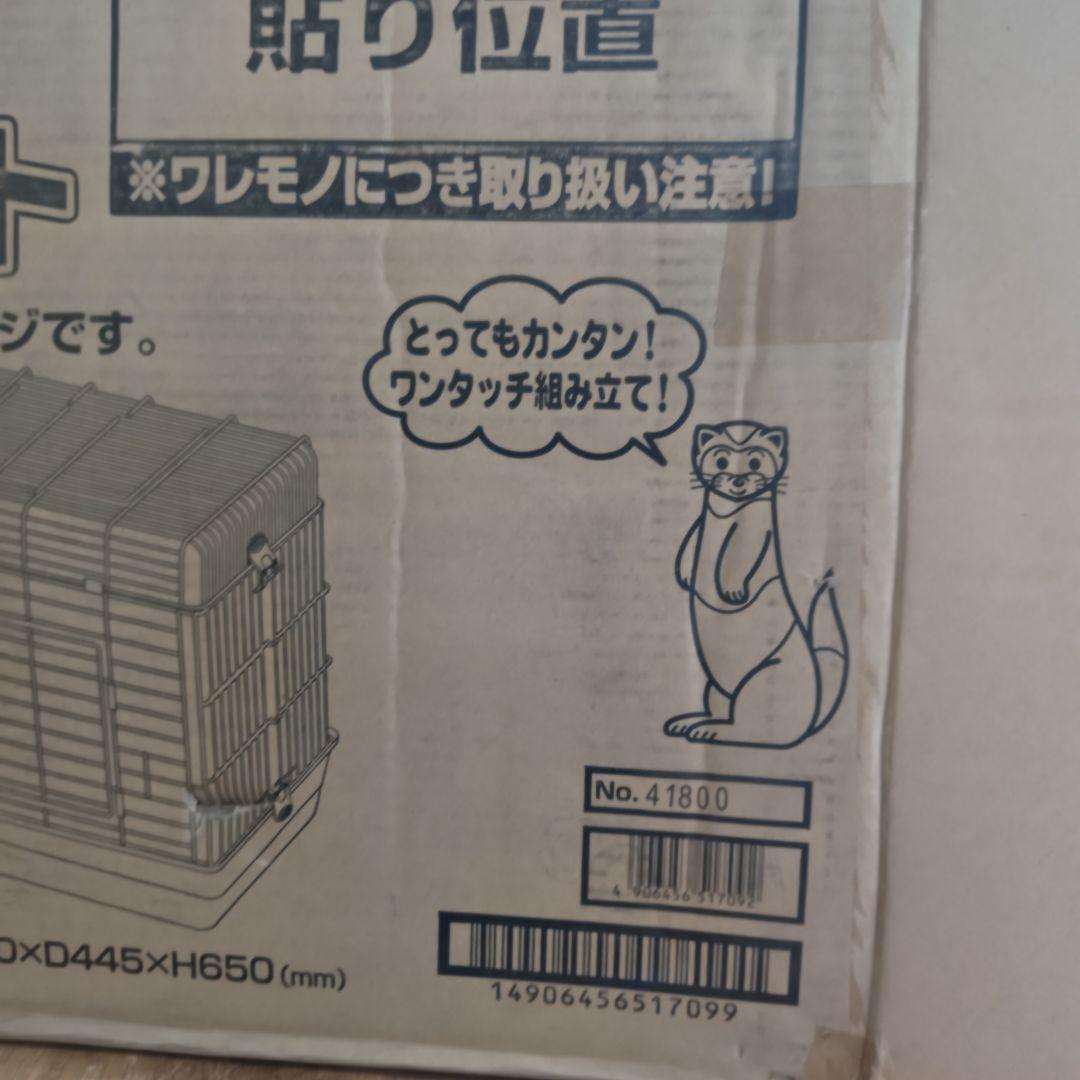 貼り位置
※ワレモノにつき取り扱い注意!
ジです。
とってもカンタン!
ワンタッチ組み立て!
No. 41800
4 906456 517092
0×D445×H650(mm)
14906456517099